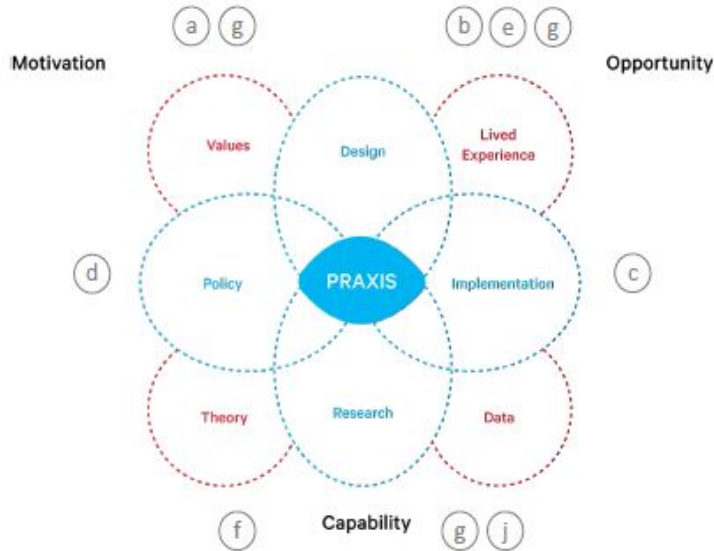 a g
b e g
Motivation
Opportunity
Values
Design
Lived
Experience
d
Policy
PRAXIS
Implementation
c
Theory
Research
Data
f
Capability
g j